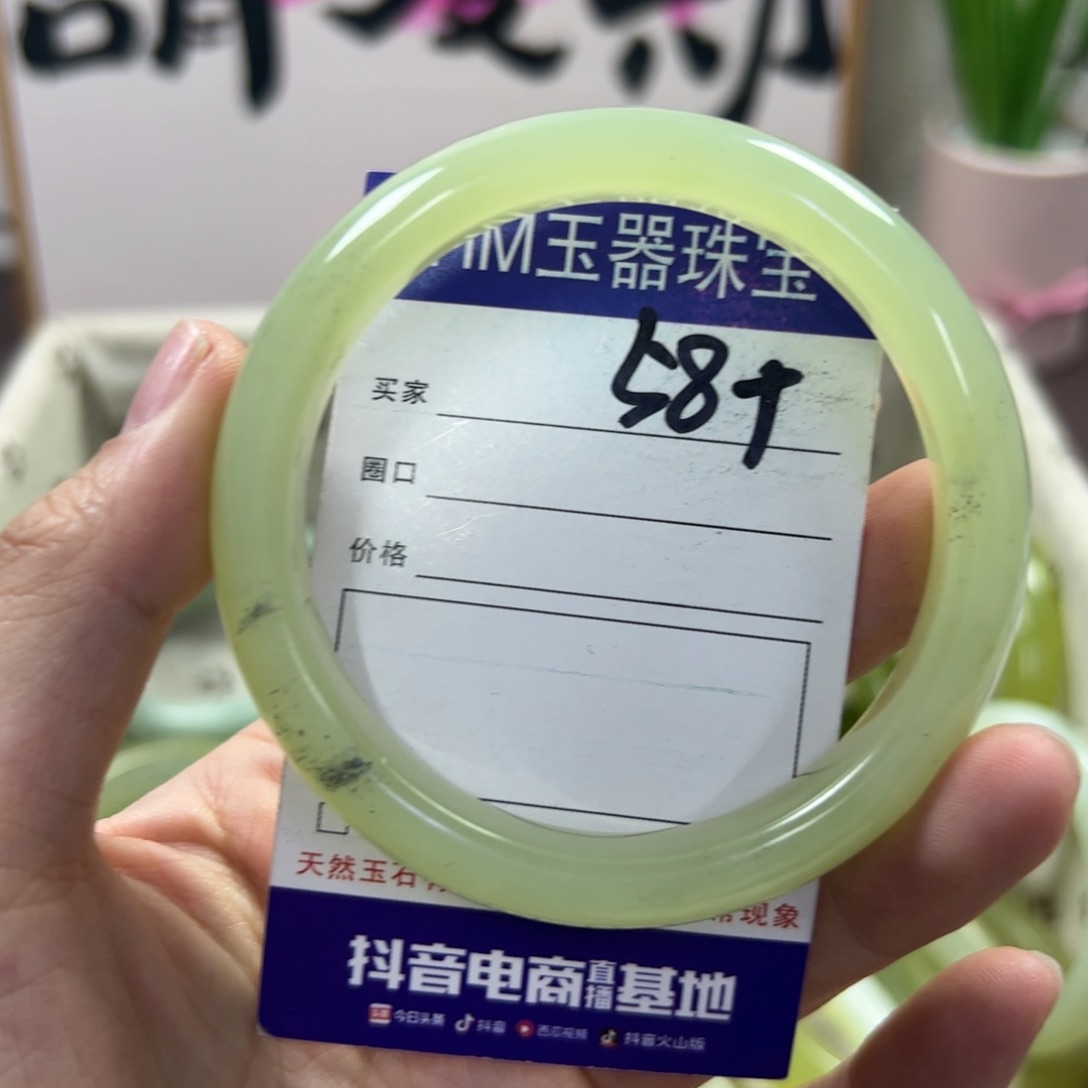 M玉器珠宝
58+
买家
圈口
价格
天然玉石
常现象
抖音电商直播基地
今日头条 抖音 西瓜视频 抖音火山版